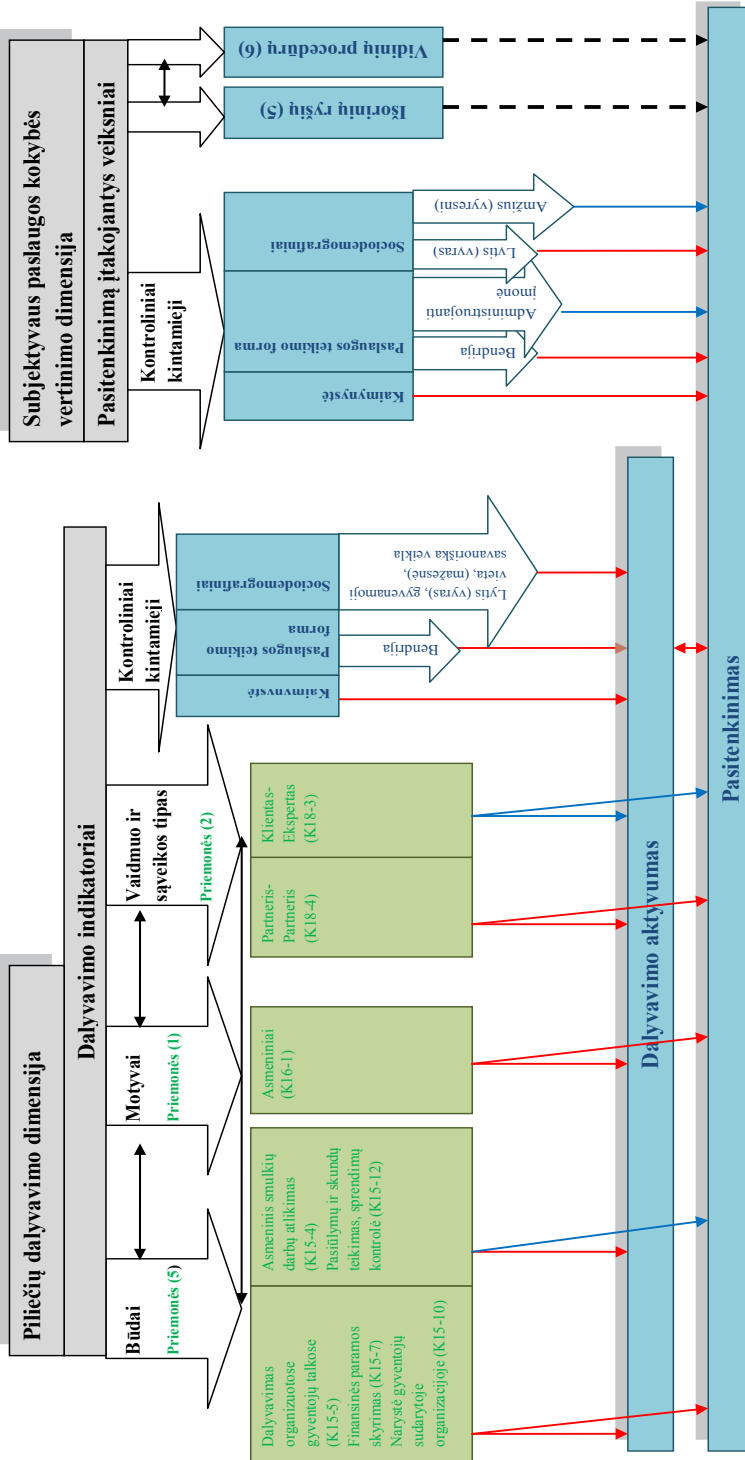 Piliečių dalyvavimo dimensija
Dalyvavimo indikatoriai
Būdai
Priemonės (5)
Motyvai
Priemonės (1)
Vaidmuo ir
sąveikos tipas
Priemonės (2)
Kontroliniai
kintamieji
Dalyvavimas
organizuotose
gyventojų talkose
(K15-5)
Finansinės paramos
skyrimas (K15-7)
Narystė gyventojų
sudarytoje
organizacijoje (K15-10)
Asmeninis smulkių
darbų atlikimas
(K15-4)
Pasiūlymų ir skundų
teikimas, sprendimų
kontrolė (K15-12)
Asmeniniai
(K16-1)
Partneris-
Partneris
(K18-4)
Klientas-
Ekspertas
(K18-3)
Kaimynystė
Paslaugos teikimo
forma
Sociodemografiniai
Bendrija
Lytis (vyras), gyvenamoji
vieta, (mažesnė),
savanoriška veikla
Dalyvavimo aktyvumas
Subjektyvaus paslaugos kokybės
vertinimo dimensija
Pasitenkinimą įtakojantys veiksniai
Kontroliniai
kintamieji
Kaimynystė
Paslaugos teikimo forma
Sociodemografiniai
Bendrija
Administruojanti
įmonė
Lytis (vyras)
Amžius (vyresni)
Išorinių ryšių (5)
Vidinių procedūrų (6)
Pasitenkinimas